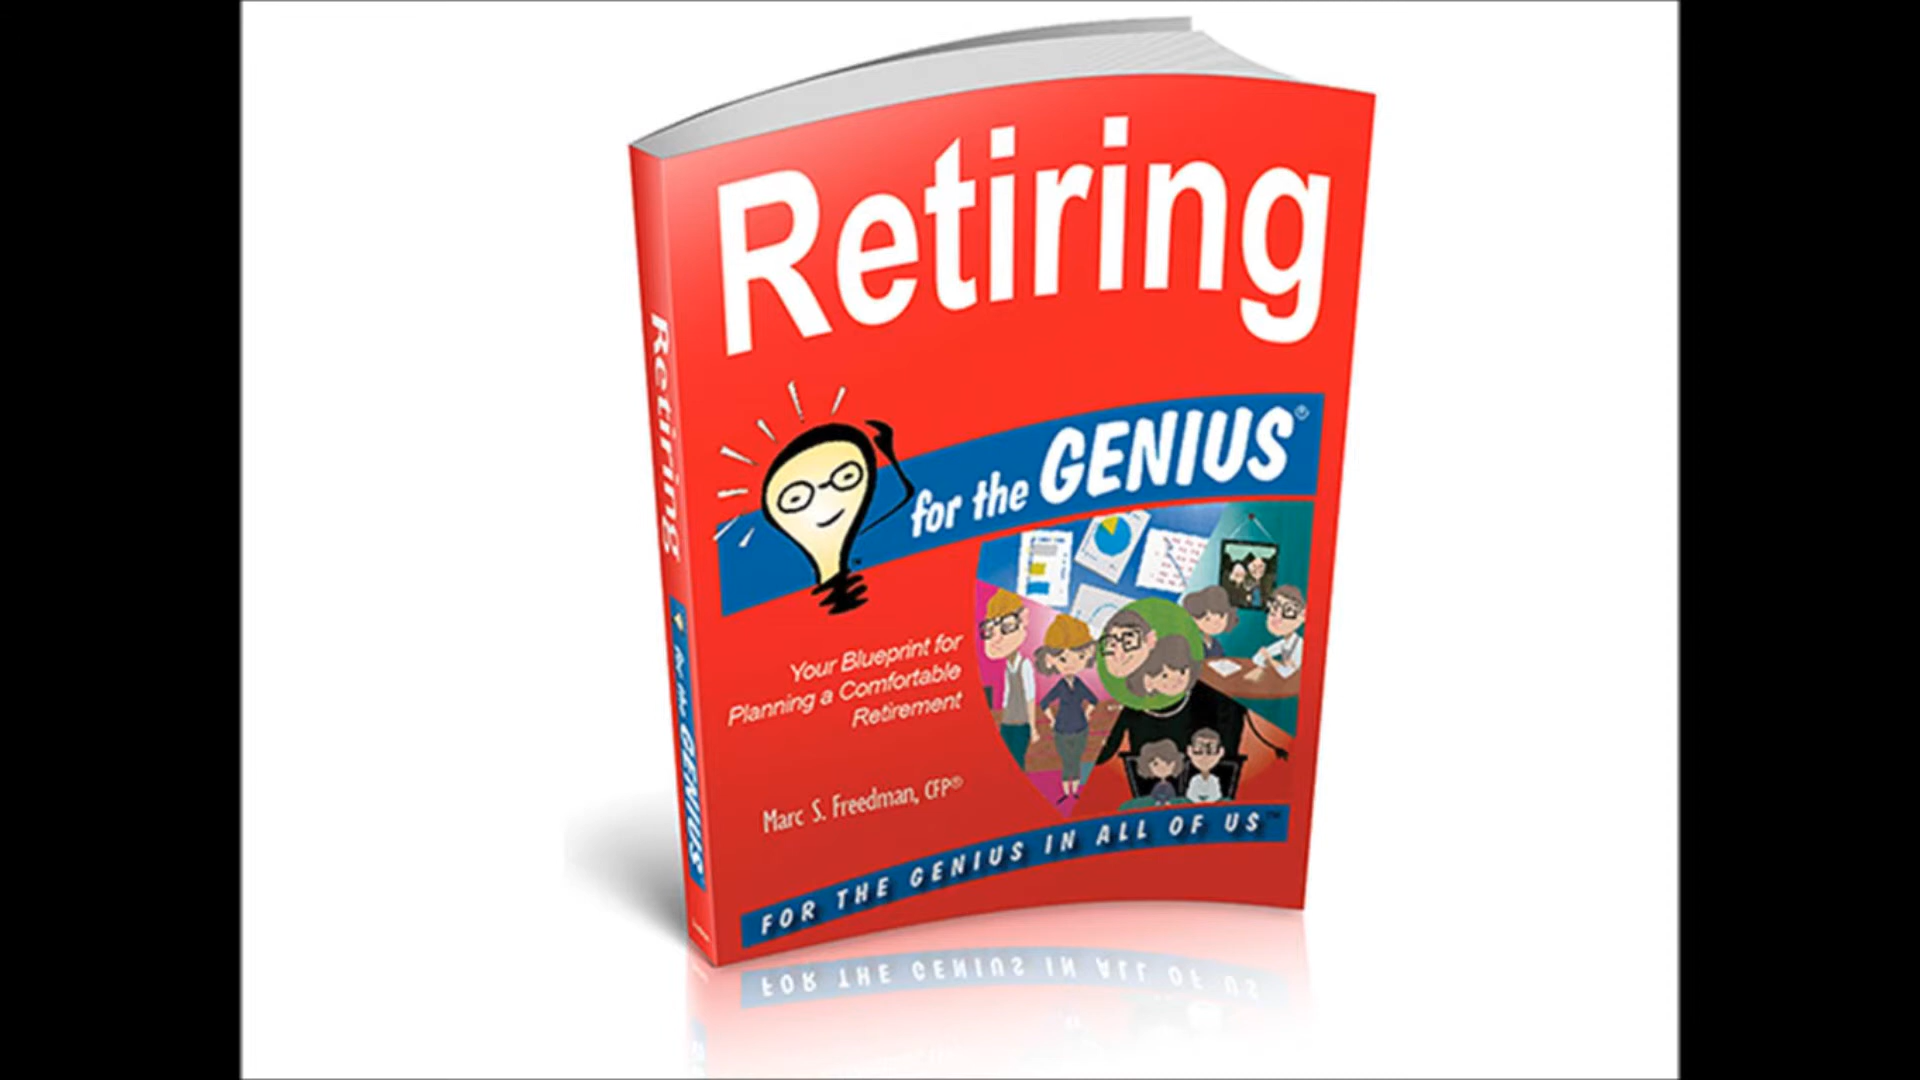 Retiring
for the GENIUS®
Your Blueprint for
Planning a Comfortable
Retirement
Marc S. Freedman, CFP®
FOR THE GENIUS IN ALL OF US™
Retiring
for the GENIUS